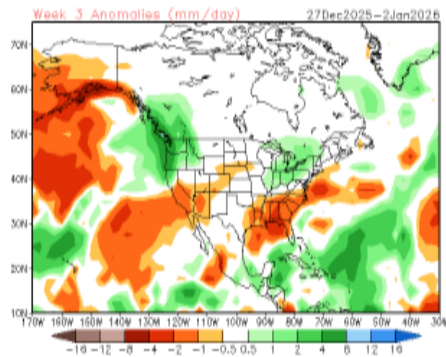 Week 3 Anomalies (mm/day) 27Dec2025-2Jan2026
70N
60N
50N
40N
30N
20N
10N
170W 160W 150W 140W 130W 120W 110W 100W 90W 80W 70W 60W 50W 40W 30W
-16 -12 -8 -4 -2 -1 -0.5 0.5 1 2 4 8 12 16